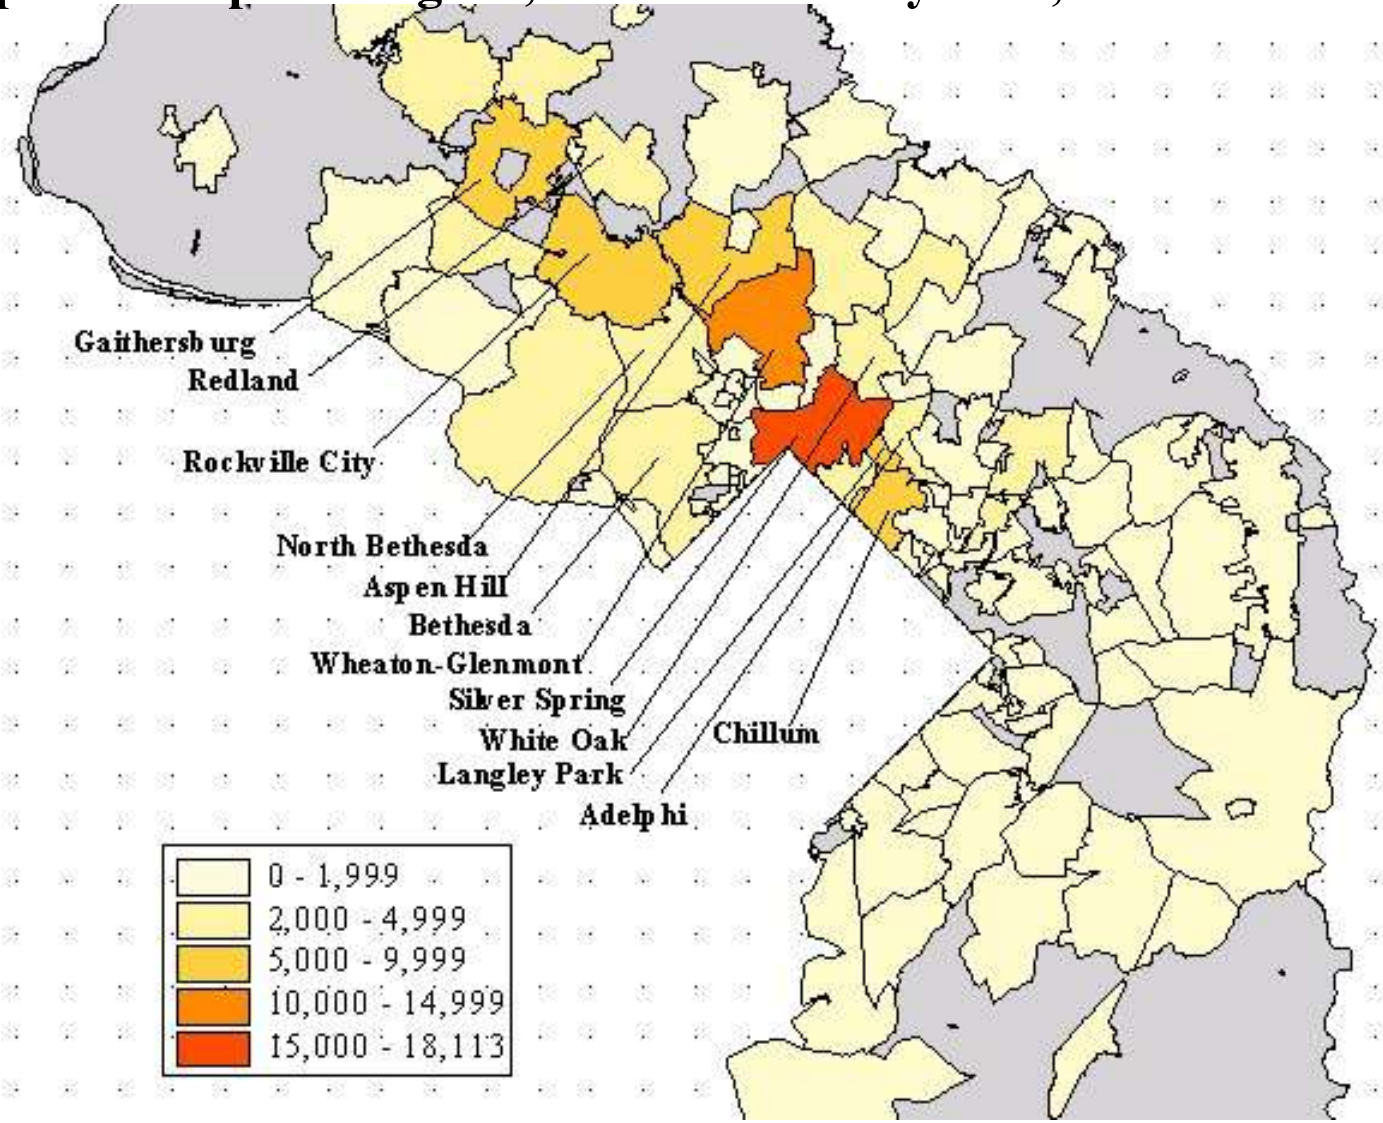 Gaithersburg
Redland
Rockville City
North Bethesda
Aspen Hill
Bethesda
Wheaton-Glenmont
Silver Spring
White Oak
Chillum
Langley Park
Adelphi
0 - 1,999
2,000 - 4,999
5,000 - 9,999
10,000 - 14,999
15,000 - 18,113